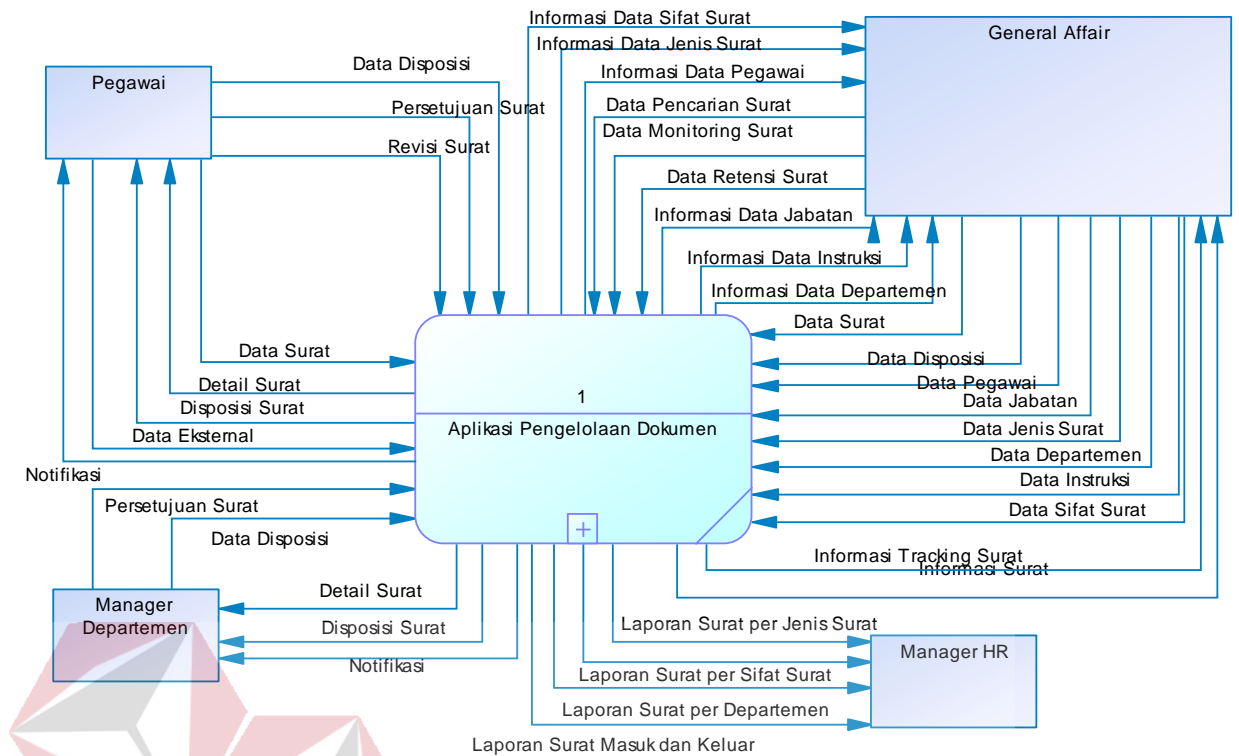 Informasi Data Sifat Surat
General Affair
Informasi Data Jenis Surat
Data Disposisi
Informasi Data Pegawai
Pegawai
Persetujuan Surat
Data Pencarian Surat
Data Monitoring Surat
Revisi Surat
Data Retensi Surat
Informasi Data Jabatan
Informasi Data Instruksi
Informasi Data Departemen
Data Surat
Data Surat
Data Disposisi
Detail Surat
Data Pegawai
1
Disposisi Surat
Data Jabatan
Aplikasi Pengelolaan Dokumen
Data Eksternal
Data Jenis Surat
Data Departemen
Notifikasi
Data Instruksi
Persetujuan Surat
Data Sifat Surat
Data Disposisi
Informasi Tracking Surat
Informasi Surat
Detail Surat
Manager
Departemen
Disposisi Surat
Laporan Surat per Jenis Surat
Manager HR
Notifikasi
Laporan Surat per Sifat Surat
Laporan Surat per Departemen
Laporan Surat Masuk dan Keluar